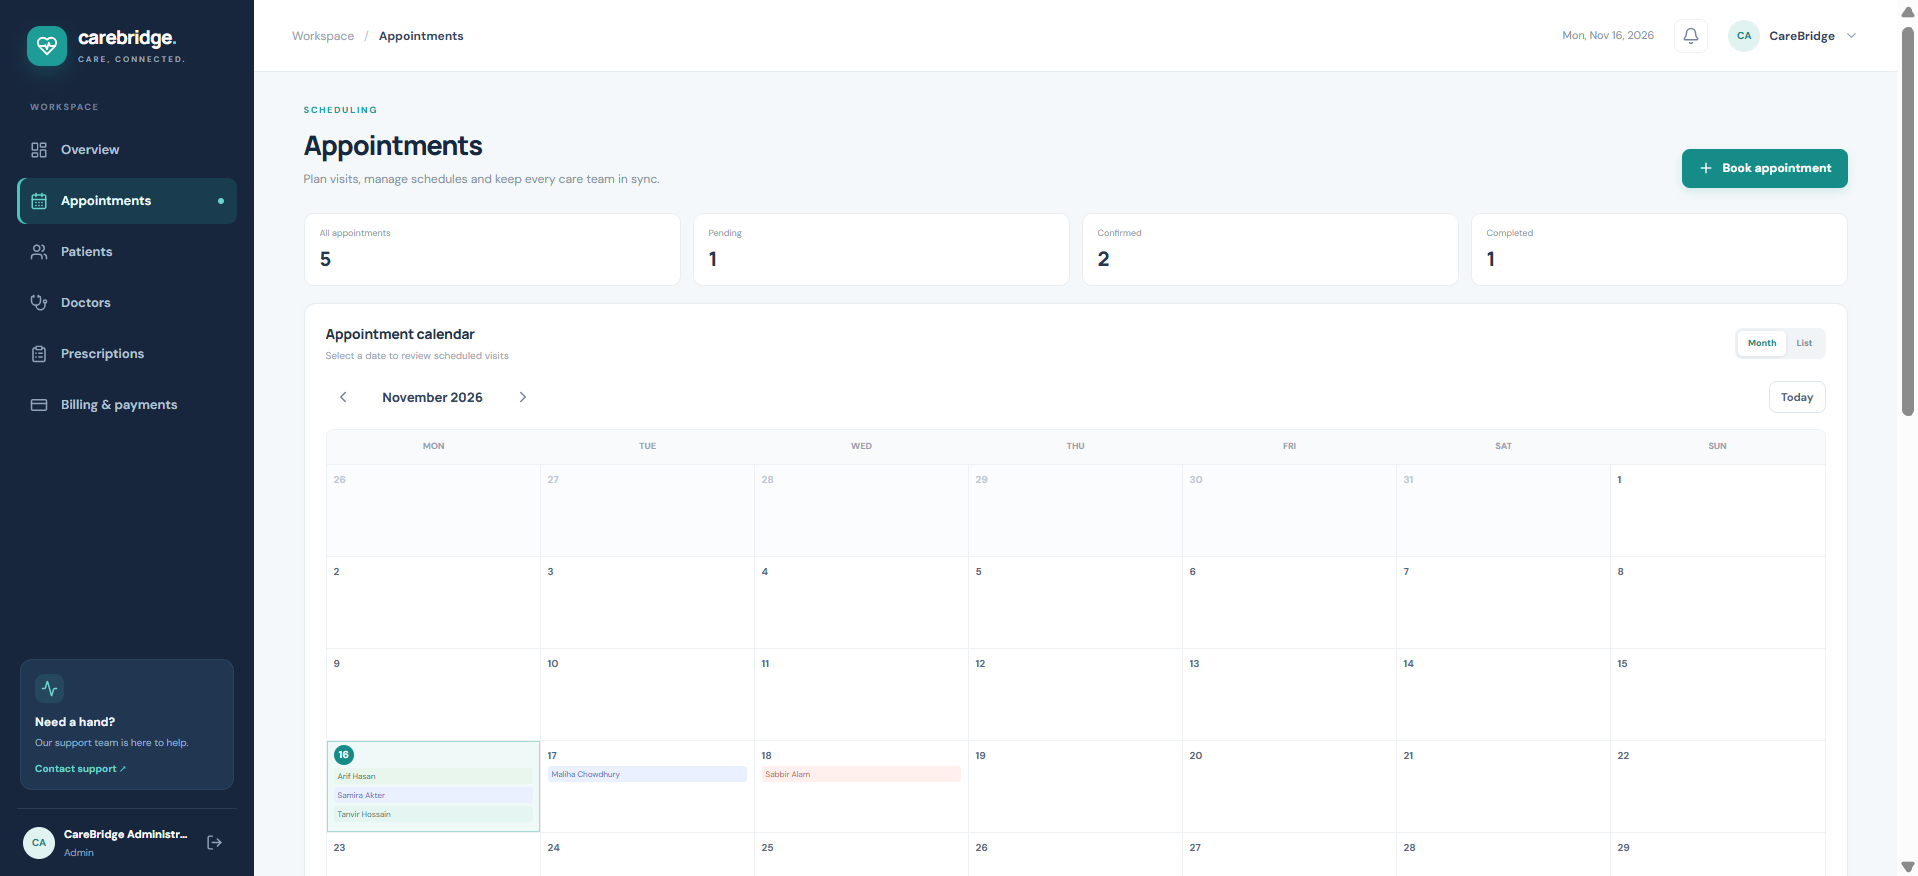 carebridge.
CARE, CONNECTED.
WORKSPACE
Overview
Appointments
Patients
Doctors
Prescriptions
Billing & payments
Need a hand?
Our support team is here to help.
Contact support ↗
CA
CareBridge Administr...
Admin
Workspace / Appointments
Mon, Nov 16, 2026
CA
CareBridge
SCHEDULING
Appointments
Plan visits, manage schedules and keep every care team in sync.
+ Book appointment
All appointments
5
Pending
1
Confirmed
2
Completed
1
Appointment calendar
Select a date to review scheduled visits
Month List
November 2026
Today
MON TUE WED THU FRI SAT SUN
26 27 28 29 30 31 1
2 3 4 5 6 7 8
9 10 11 12 13 14 15
16 17 18 19 20 21 22
Arif Hasan Maliha Chowdhury Sabbir Alam
Samira Akter
Tanvir Hossain
23 24 25 26 27 28 29